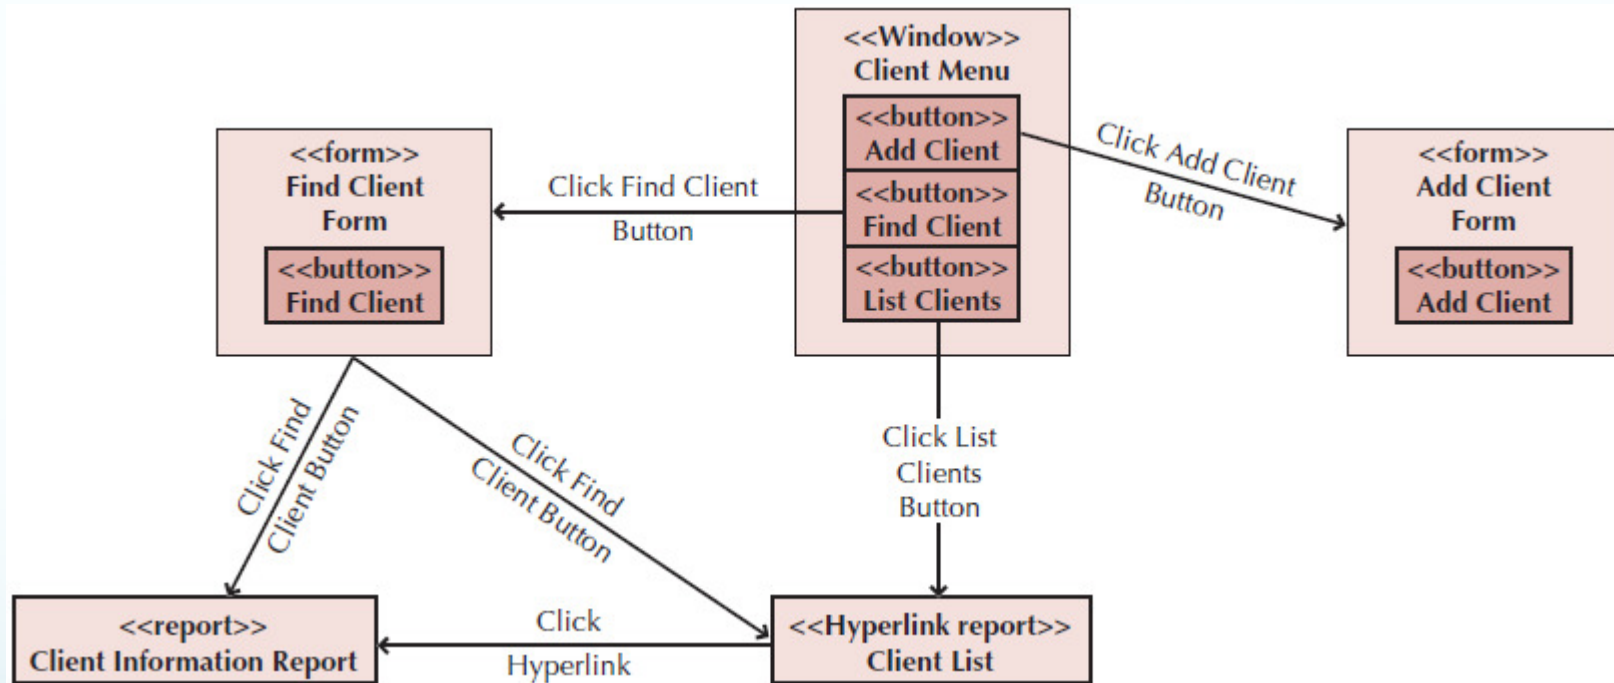 <<Window>>
Client Menu
<<button>>
Add Client
<<button>>
Find Client
<<button>>
List Clients
<<form>>
Find Client
Form
<<button>>
Find Client
Click Find Client
Button
Click Add Client
Button
<<form>>
Add Client
Form
<<button>>
Add Client
Click Find
Client Button
Click Find
Client Button
Click List
Clients
Button
<<report>>
Client Information Report
Click
Hyperlink
<<Hyperlink report>>
Client List